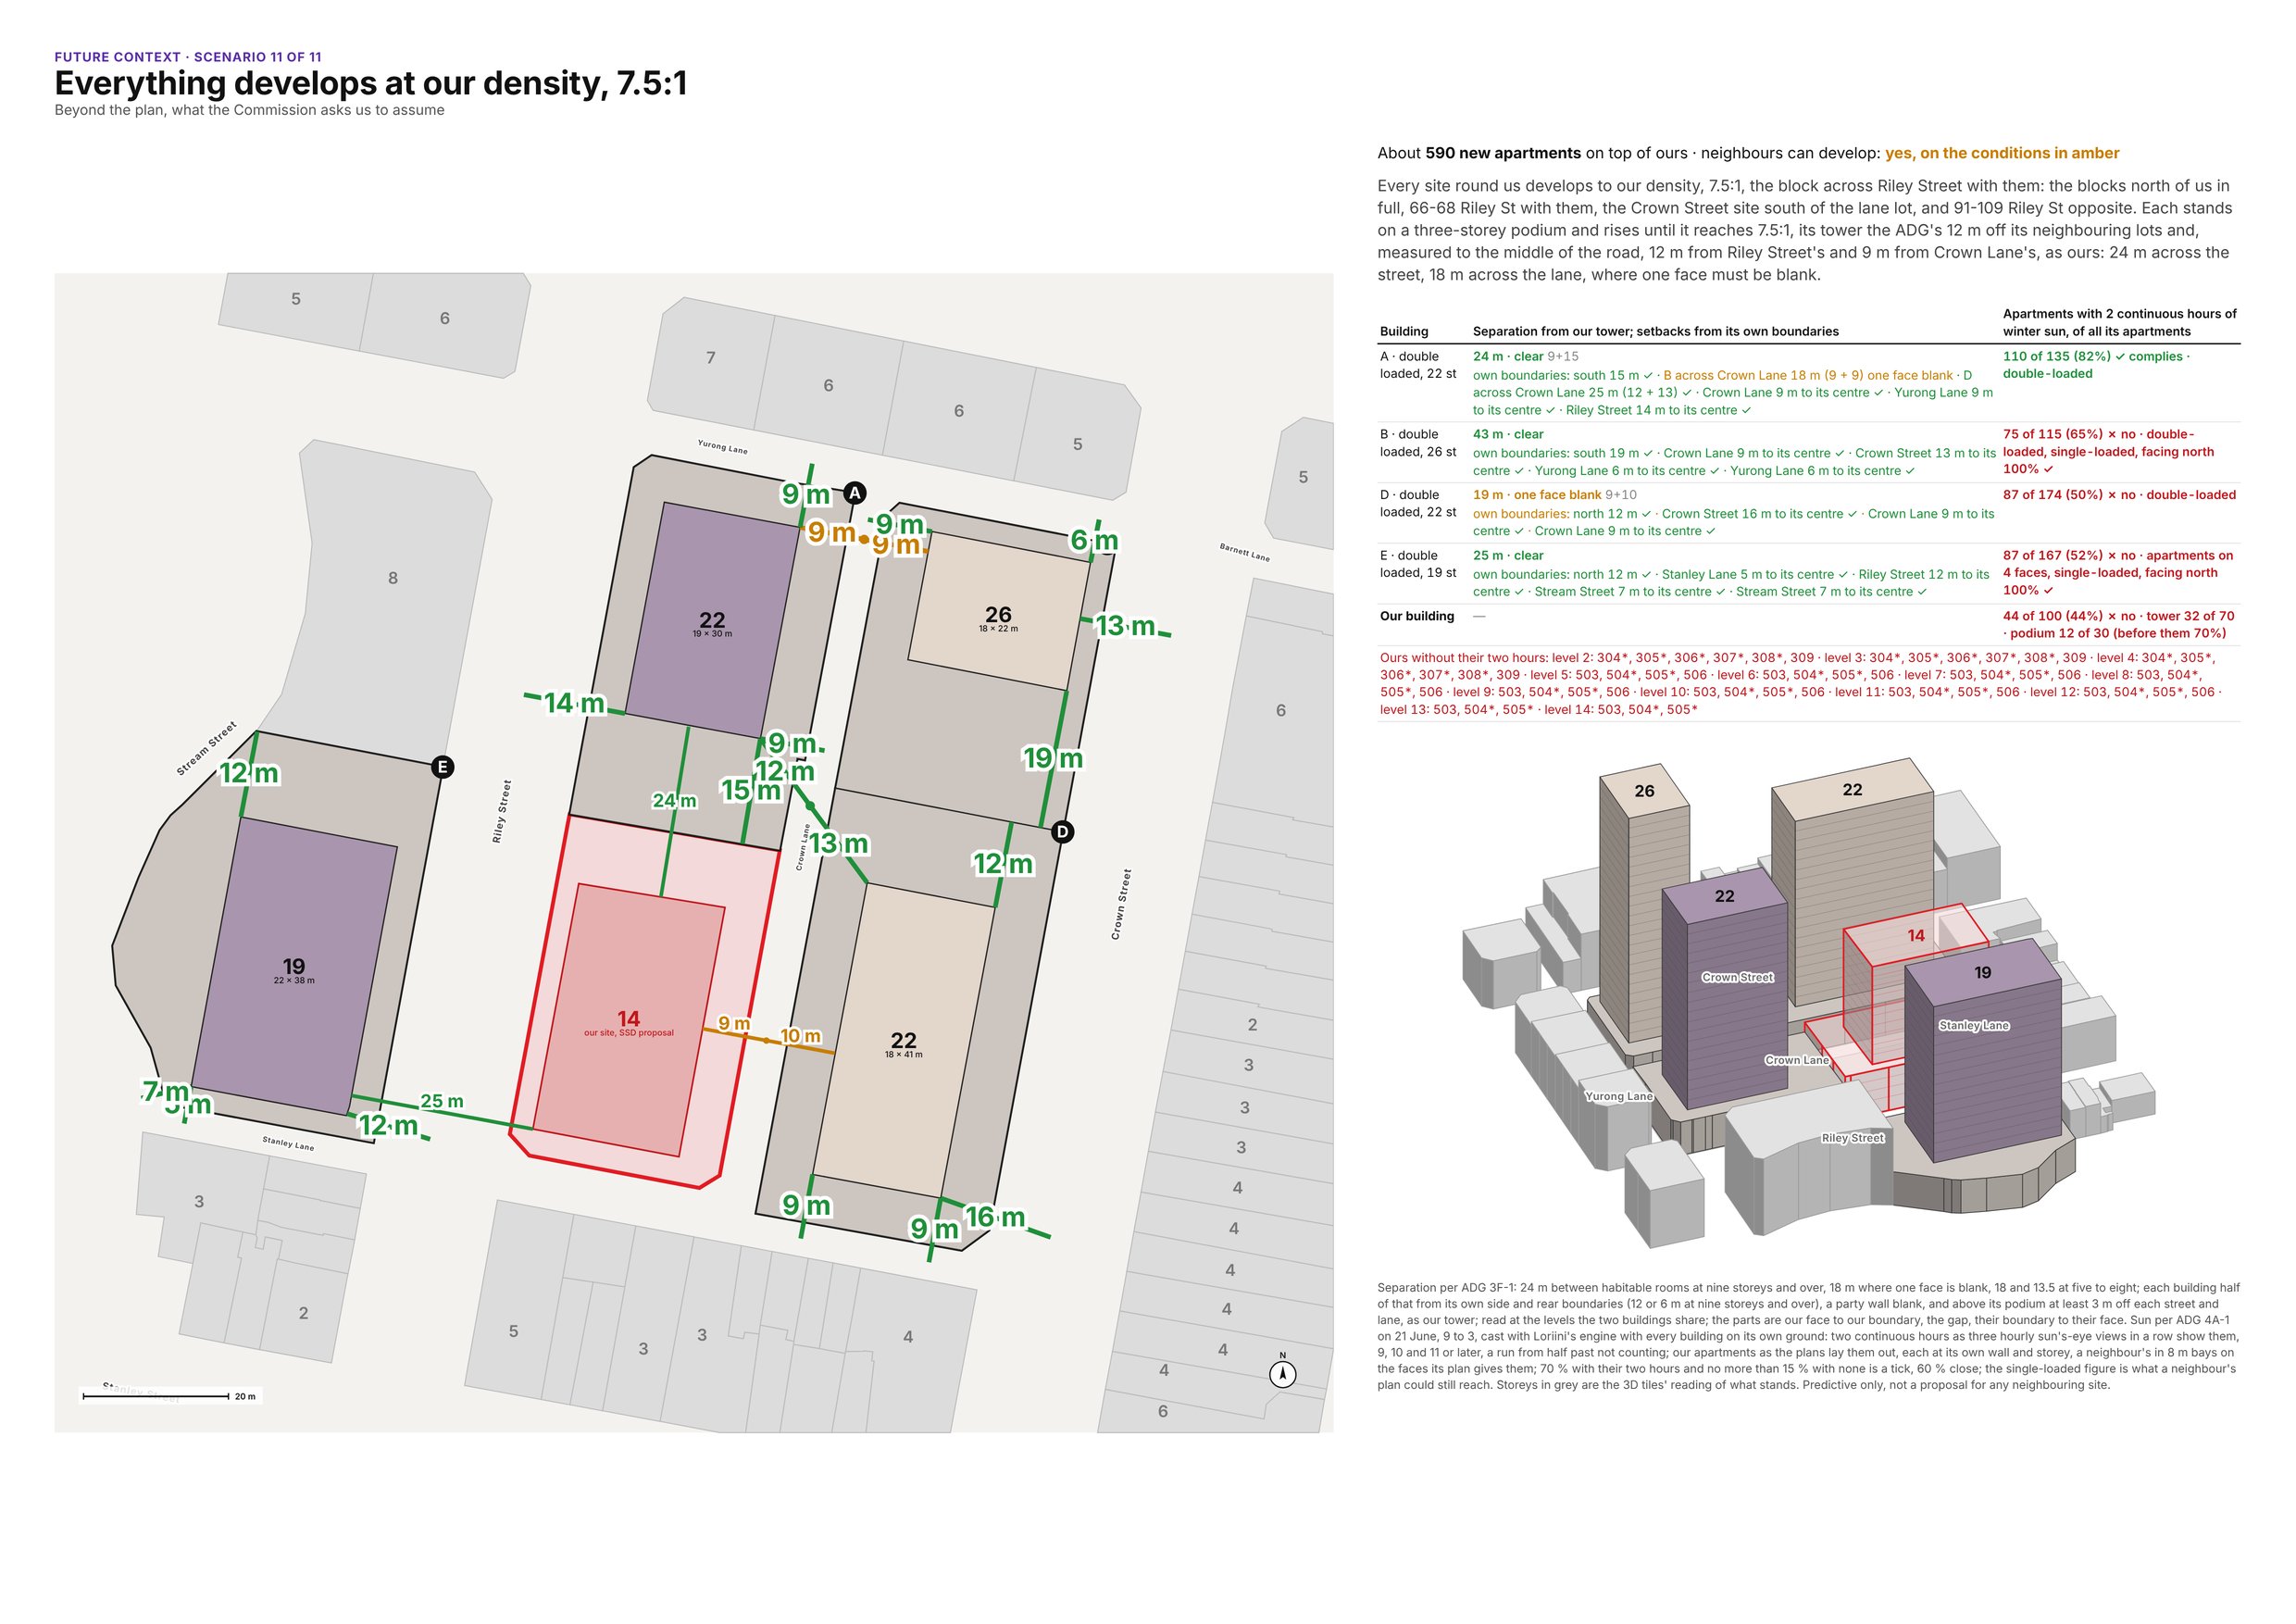 FUTURE CONTEXT · SCENARIO 11 OF 11
Everything develops at our density, 7.5:1
Beyond the plan, what the Commission asks us to assume
About 590 new apartments on top of ours · neighbours can develop: yes, on the conditions in amber
Every site round us develops to our density, 7.5:1, the block across Riley Street with them: the blocks north of us in
full, 66-68 Riley St with them, the Crown Street site south of the lane lot, and 91-109 Riley St opposite. Each stands
on a three-storey podium and rises until it reaches 7.5:1, its tower the ADG's 12 m off its neighbouring lots and,
measured to the middle of the road, 12 m from Riley Street's and 9 m from Crown Lane's, as ours: 24 m across the
street, 18 m across the lane, where one face must be blank.
Building
Separation from our tower; setbacks from its own boundaries
Apartments with 2 continuous hours of
winter sun, of all its apartments
A · double
loaded, 22 st
24 m · clear 9+15
own boundaries: south 15 m ✓ · B across Crown Lane 18 m (9 + 9) one face blank · D
across Crown Lane 25 m (12 + 13) ✓ · Crown Lane 9 m to its centre ✓ · Yurong Lane 9 m
to its centre ✓ · Riley Street 14 m to its centre ✓
110 of 135 (82%) ✓ complies ·
double-loaded
B · double
loaded, 26 st
43 m · clear
own boundaries: south 19 m ✓ · Crown Lane 9 m to its centre ✓ · Crown Street 13 m to its
centre ✓ · Yurong Lane 6 m to its centre ✓ · Yurong Lane 6 m to its centre ✓
75 of 115 (65%) × no · double-
loaded, single-loaded, facing north
100% ✓
D · double
loaded, 22 st
19 m · one face blank 9+10
own boundaries: north 12 m ✓ · Crown Street 16 m to its centre ✓ · Crown Lane 9 m to its
centre ✓ · Crown Lane 9 m to its centre ✓
87 of 174 (50%) × no · double-loaded
E · double
loaded, 19 st
25 m · clear
own boundaries: north 12 m ✓ · Stanley Lane 5 m to its centre ✓ · Riley Street 12 m to its
centre ✓ · Stream Street 7 m to its centre ✓ · Stream Street 7 m to its centre ✓
87 of 167 (52%) × no · apartments on
4 faces, single-loaded, facing north
100% ✓
Our building
—
44 of 100 (44%) × no · tower 32 of 70
· podium 12 of 30 (before them 70%)
Ours without their two hours: level 2: 304*, 305*, 306*, 307*, 308*, 309 · level 3: 304*, 305*, 306*, 307*, 308*, 309 · level 4: 304*, 305*,
306*, 307*, 308*, 309 · level 5: 503, 504*, 505*, 506 · level 6: 503, 504*, 505*, 506 · level 7: 503, 504*, 505*, 506 · level 8: 503, 504*,
505*, 506 · level 9: 503, 504*, 505*, 506 · level 10: 503, 504*, 505*, 506 · level 11: 503, 504*, 505*, 506 · level 12: 503, 504*, 505*, 506 ·
level 13: 503, 504*, 505* · level 14: 503, 504*, 505*
5
6
7
6
6
5
5
8
Yurong Lane
Barnett Lane
9 m
A
9 m
9 m
9 m
6 m
22
19 × 30 m
26
18 × 22 m
13 m
14 m
6
Stream Street
12 m
E
Riley Street
9 m
12 m
15 m
24 m
19 m
13 m
Crown Lane
D
12 m
Crown Street
19
22 × 38 m
14
our site, SSD proposal
9 m
10 m
22
18 × 41 m
7 m
5 m
25 m
12 m
Stanley Lane
9 m
9 m
16 m
2
3
3
3
4
4
4
4
4
4
6
3
2
5
3
3
4
Stanley Street
20 m
N
26
22
22
14
19
Crown Street
Stanley Lane
Crown Lane
Yurong Lane
Riley Street
Separation per ADG 3F-1: 24 m between habitable rooms at nine storeys and over, 18 m where one face is blank, 18 and 13.5 at five to eight; each building half
of that from its own side and rear boundaries (12 or 6 m at nine storeys and over), a party wall blank, and above its podium at least 3 m off each street and
lane, as our tower; read at the levels the two buildings share; the parts are our face to our boundary, the gap, their boundary to their face. Sun per ADG 4A-1
on 21 June, 9 to 3, cast with Loriini's engine with every building on its own ground: two continuous hours as three hourly sun's-eye views in a row show them,
9, 10 and 11 or later, a run from half past not counting; our apartments as the plans lay them out, each at its own wall and storey, a neighbour's in 8 m bays on
the faces its plan gives them; 70 % with their two hours and no more than 15 % with none is a tick, 60 % close; the single-loaded figure is what a neighbour's
plan could still reach. Storeys in grey are the 3D tiles' reading of what stands. Predictive only, not a proposal for any neighbouring site.